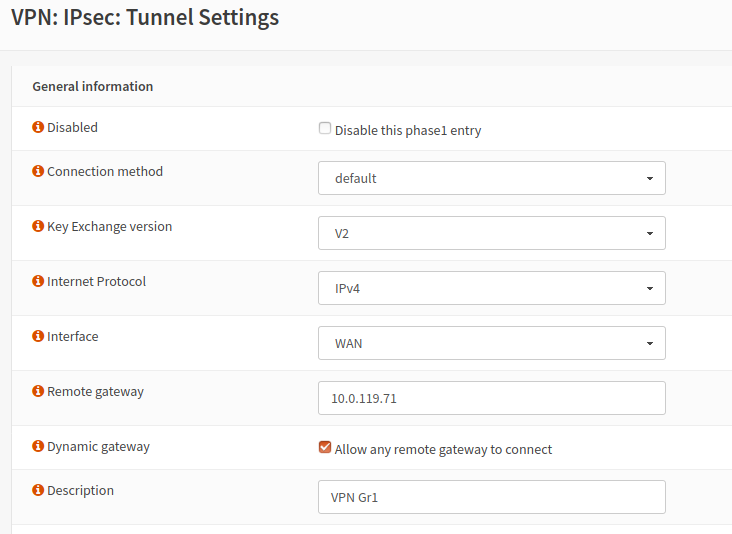 VPN: IPsec: Tunnel Settings
General information
Disabled
Disable this phase1 entry
Connection method
default
Key Exchange version
V2
Internet Protocol
IPv4
Interface
WAN
Remote gateway
10.0.119.71
Dynamic gateway
Allow any remote gateway to connect
Description
VPN Gr1